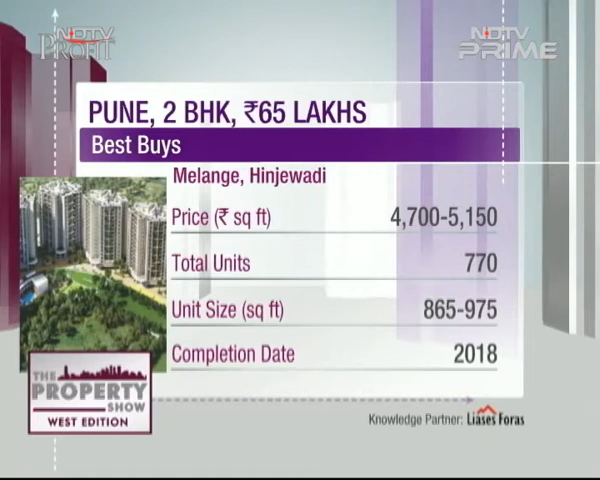 NDTV
PROFIT
NDTV
PRIME
PUNE, 2 BHK, ₹65 LAKHS
Best Buys
Melange, Hinjewadi
Price (₹ sq ft) 4,700-5,150
Total Units 770
Unit Size (sq ft) 865-975
Completion Date 2018
THE
PROPERTY
SHOW
WEST EDITION
Knowledge Partner: Liases Foras